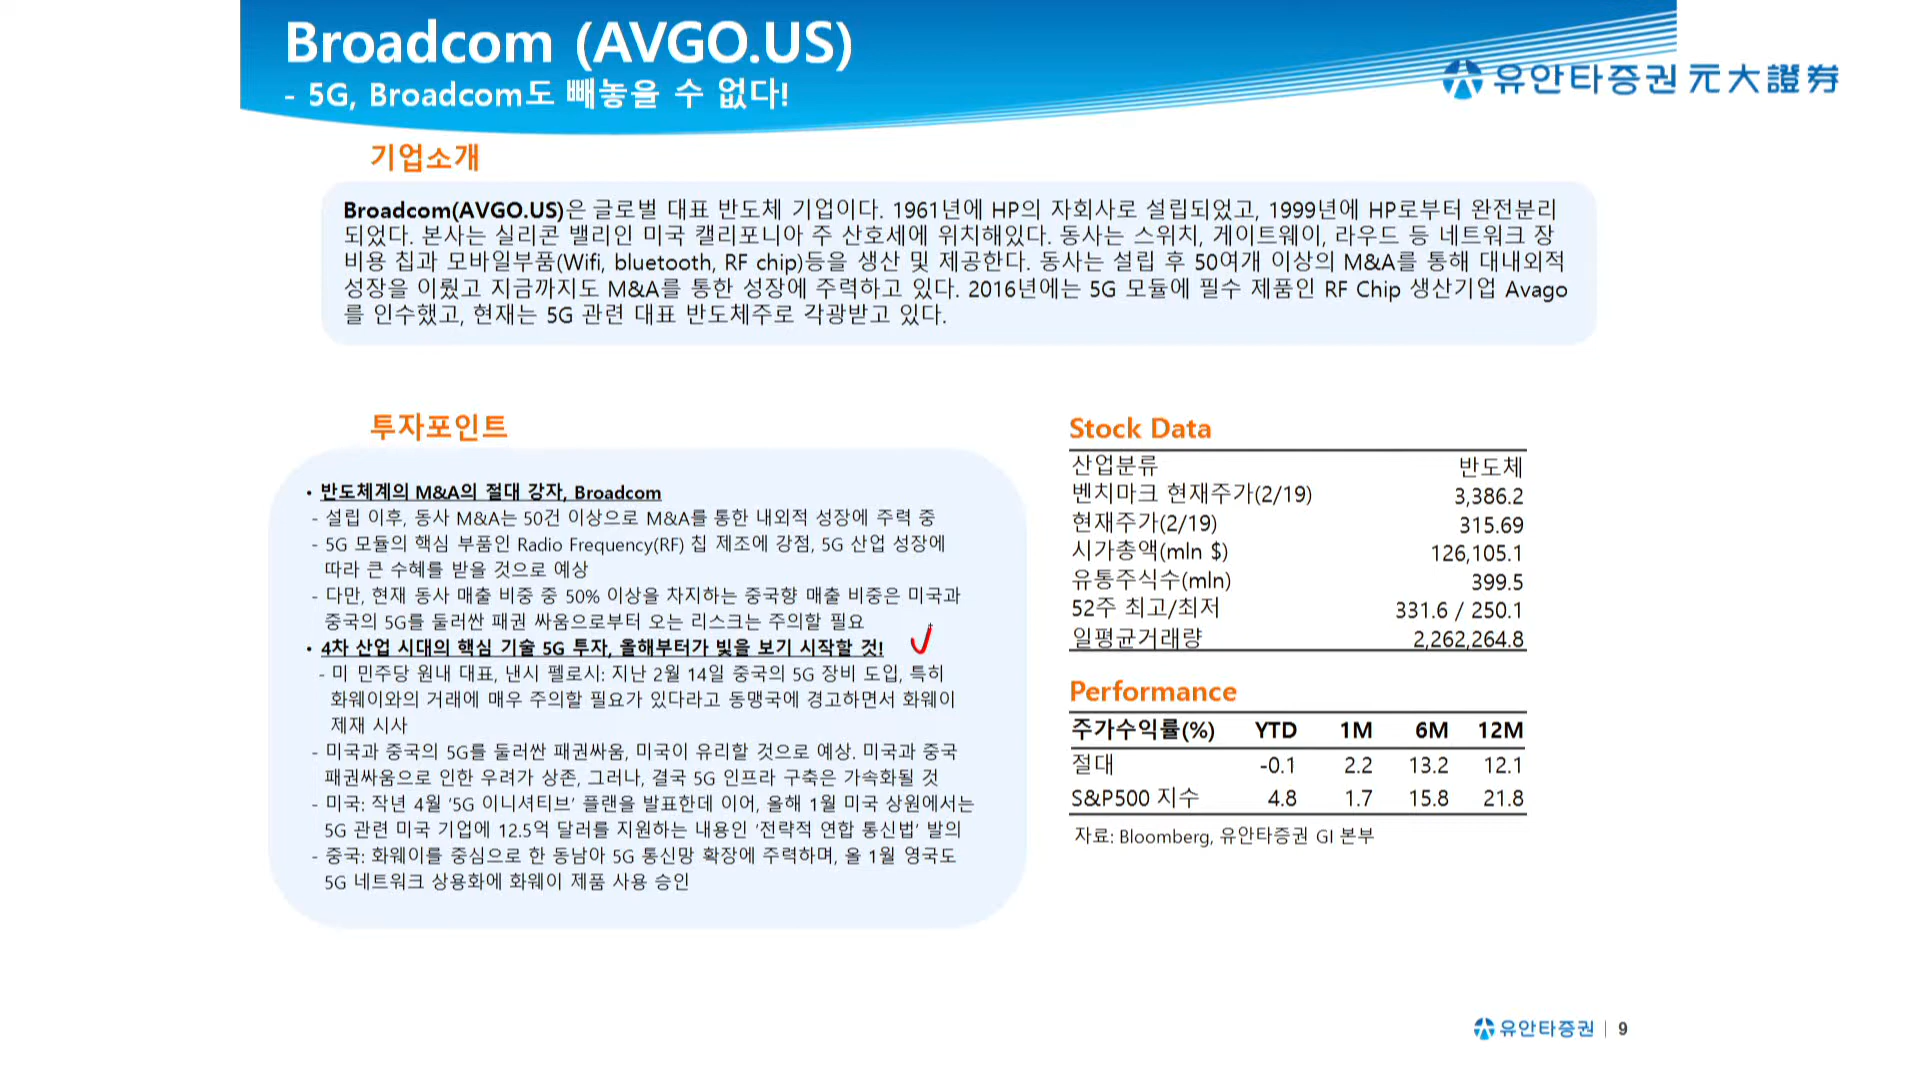 Broadcom (AVGO.US)
- 5G, Broadcom도 빼놓을 수 없다!
유안타증권 元大證券
기업소개
Broadcom(AVGO.US)은 글로벌 대표 반도체 기업이다. 1961년에 HP의 자회사로 설립되었고, 1999년에 HP로부터 완전분리
되었다. 본사는 실리콘 밸리인 미국 캘리포니아 주 산호세에 위치해있다. 동사는 스위치, 게이트웨이, 라우드 등 네트워크 장
비용 칩과 모바일부품(Wifi, bluetooth, RF chip)등을 생산 및 제공한다. 동사는 설립 후 50여개 이상의 M&A를 통해 대내외적
성장을 이뤘고 지금까지도 M&A를 통한 성장에 주력하고 있다. 2016년에는 5G 모듈에 필수 제품인 RF Chip 생산기업 Avago
를 인수했고, 현재는 5G 관련 대표 반도체주로 각광받고 있다.
투자포인트
• 반도체계의 M&A의 절대 강자, Broadcom
- 설립 이후, 동사 M&A는 50건 이상으로 M&A를 통한 내외적 성장에 주력 중
- 5G 모듈의 핵심 부품인 Radio Frequency(RF) 칩 제조에 강점, 5G 산업 성장에
따라 큰 수혜를 받을 것으로 예상
- 다만, 현재 동사 매출 비중 중 50% 이상을 차지하는 중국향 매출 비중은 미국과
중국의 5G를 둘러싼 패권 싸움으로부터 오는 리스크는 주의할 필요
• 4차 산업 시대의 핵심 기술 5G 투자, 올해부터가 빛을 보기 시작할 것!
- 미 민주당 원내 대표, 낸시 펠로시: 지난 2월 14일 중국의 5G 장비 도입, 특히
화웨이와의 거래에 매우 주의할 필요가 있다라고 동맹국에 경고하면서 화웨이
제재 시사
- 미국과 중국의 5G를 둘러싼 패권싸움, 미국이 유리할 것으로 예상. 미국과 중국
패권싸움으로 인한 우려가 상존, 그러나, 결국 5G 인프라 구축은 가속화될 것
- 미국: 작년 4월 '5G 이니셔티브' 플랜을 발표한데 이어, 올해 1월 미국 상원에서는
5G 관련 미국 기업에 12.5억 달러를 지원하는 내용인 '전략적 연합 통신법' 발의
- 중국: 화웨이를 중심으로 한 동남아 5G 통신망 확장에 주력하며, 올 1월 영국도
5G 네트워크 상용화에 화웨이 제품 사용 승인
Stock Data
산업분류 반도체
벤치마크 현재주가(2/19) 3,386.2
현재주가(2/19) 315.69
시가총액(mln $) 126,105.1
유통주식수(mln) 399.5
52주 최고/최저 331.6 / 250.1
일평균거래량 2,262,264.8
Performance
주가수익률(%) YTD 1M 6M 12M
절대 -0.1 2.2 13.2 12.1
S&P500 지수 4.8 1.7 15.8 21.8
자료: Bloomberg, 유안타증권 GI 본부
유안타증권 | 9